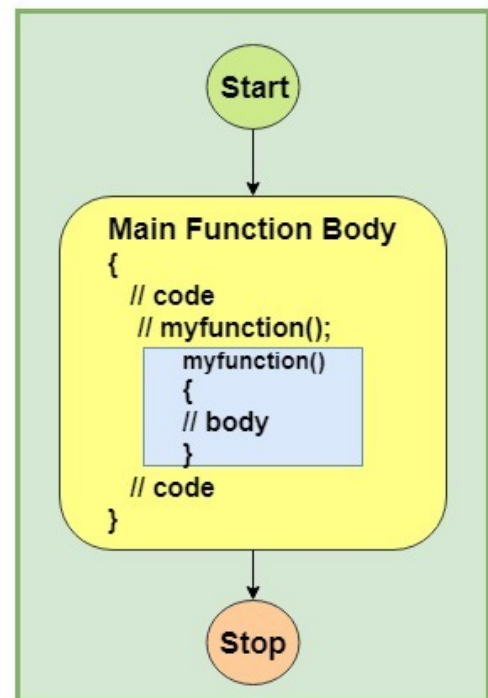 Start
Main Function Body
{
// code
// myfunction();
myfunction()
{
// body
}
// code
}
Stop